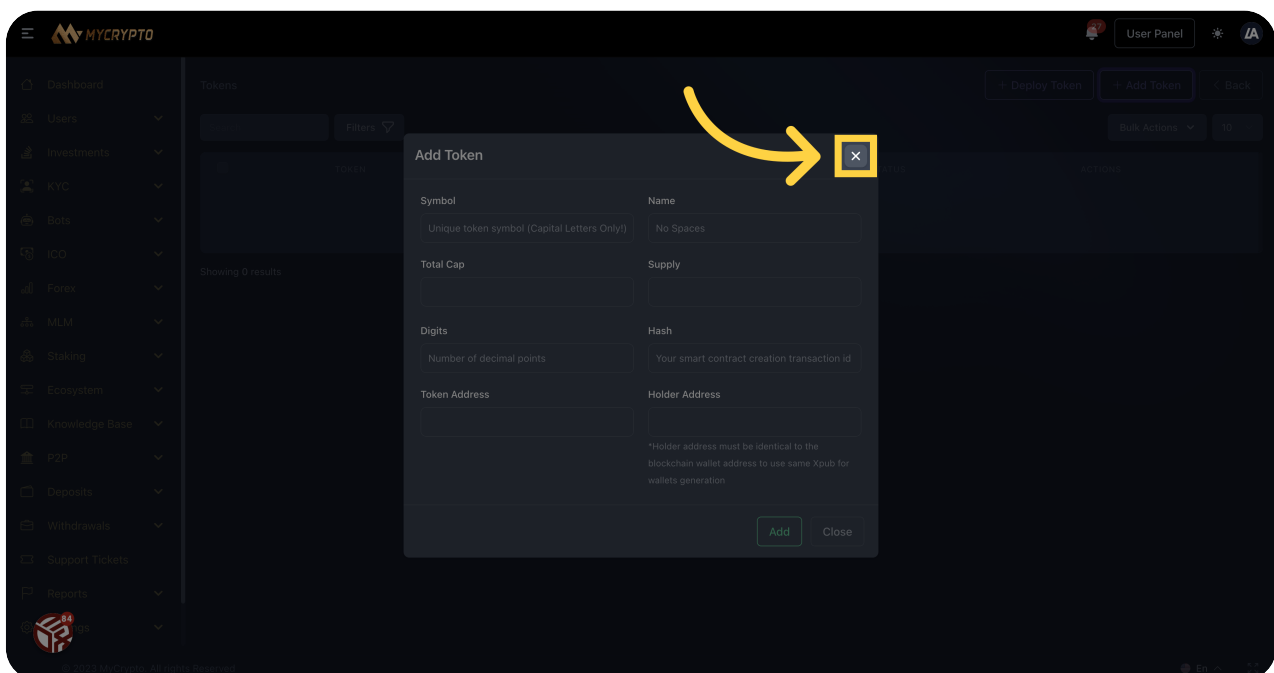 MYCRYPTO
27
User Panel
Dashboard
Tokens
+ Deploy Token
+ Add Token
< Back
Users
Filters
Bulk Actions
10
Investments
Add Token
TOKEN
ACTIONS
KYC
Symbol
Name
Bots
Unique token symbol (Capital Letters Only!)
No Spaces
ICO
Total Cap
Supply
Showing 0 results
Forex
MLM
Digits
Hash
Staking
Number of decimal points
Your smart contract creation transaction id
Ecosystem
Token Address
Holder Address
Knowledge Base
*Holder address must be identical to the
blockchain wallet address to use same Xpub for
wallets generation
P2P
Deposits
Withdrawals
Add
Close
Support Tickets
Reports
84
© 2023 MyCrypto. All rights Reserved
En